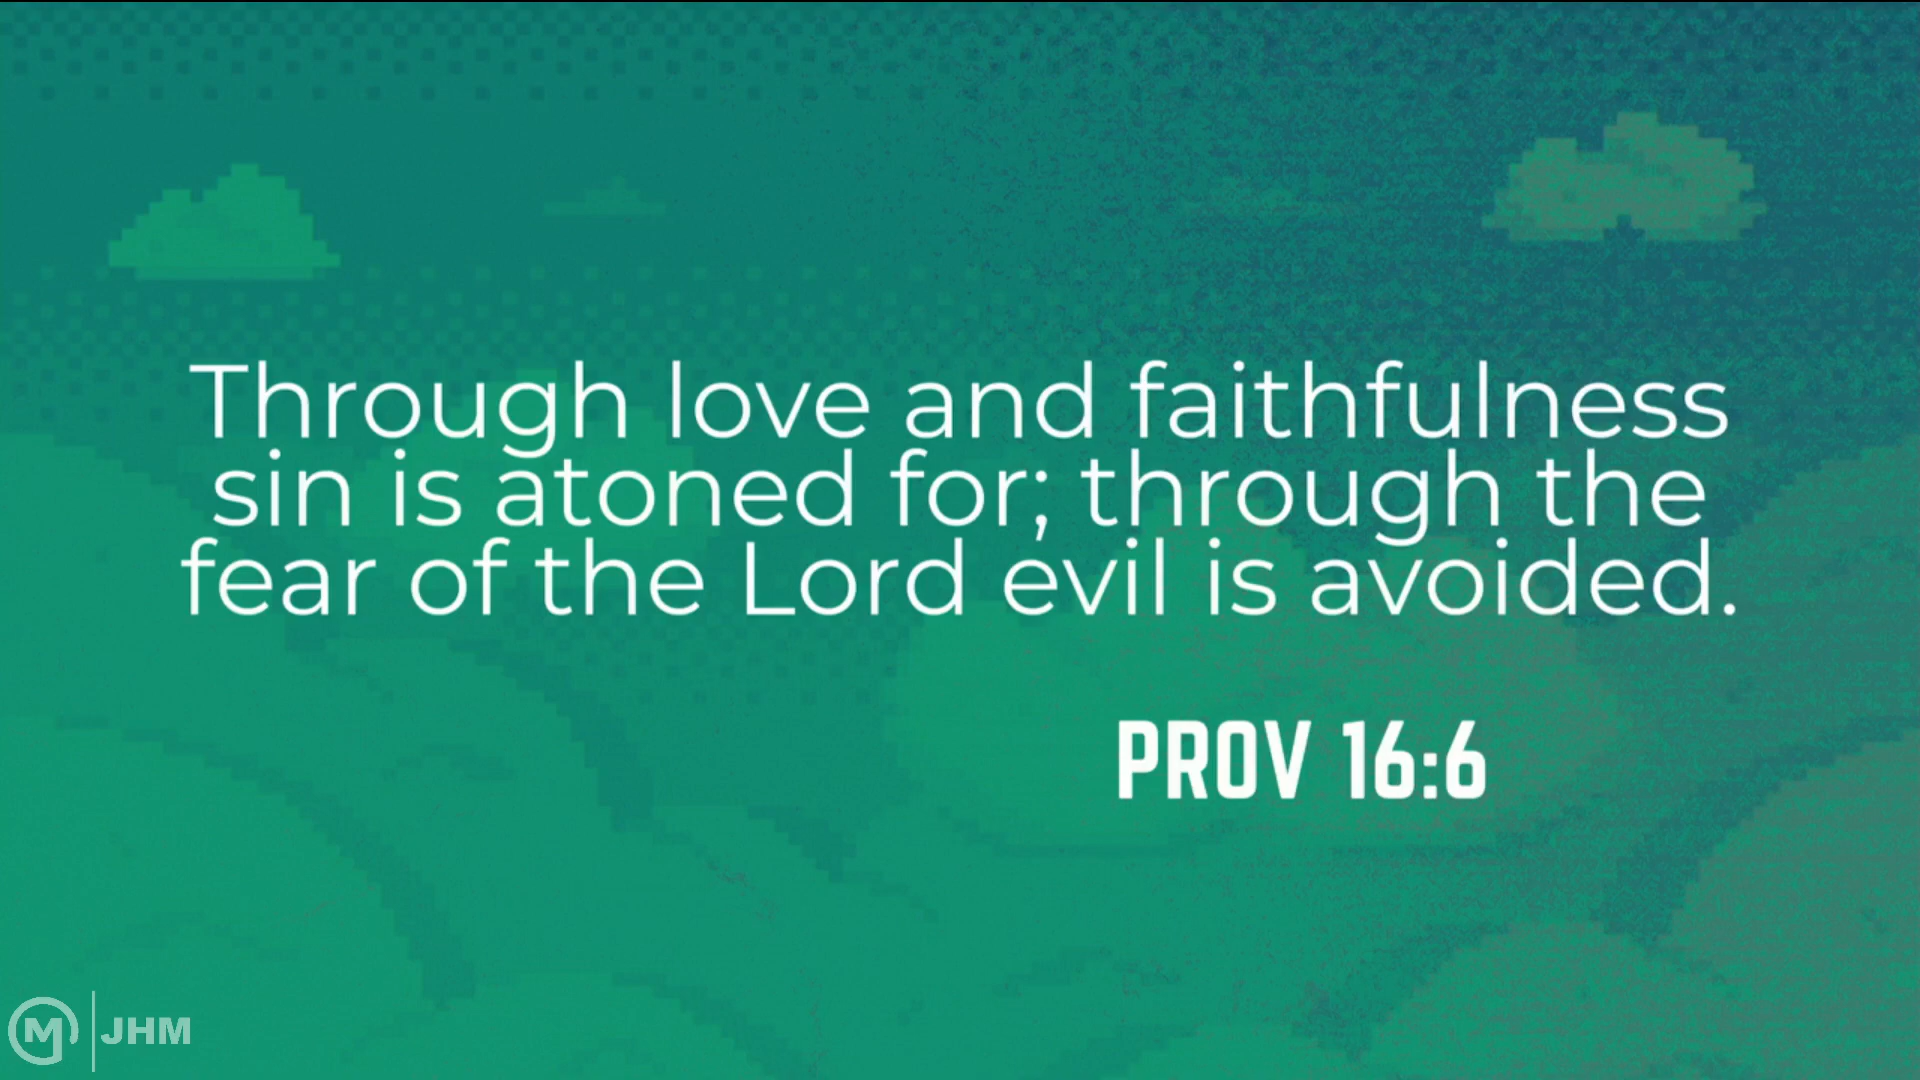 Through love and faithfulness
sin is atoned for; through the
fear of the Lord evil is avoided.
PROV 16:6
JHM